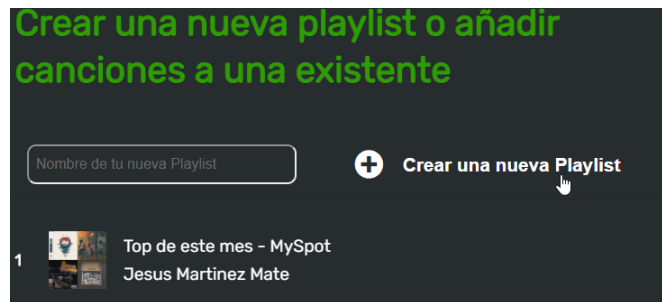 Crear una nueva playlist o añadir
canciones a una existente
Nombre de tu nueva Playlist
Crear una nueva Playlist
1
Top de este mes - MySpot
Jesus Martinez Mate